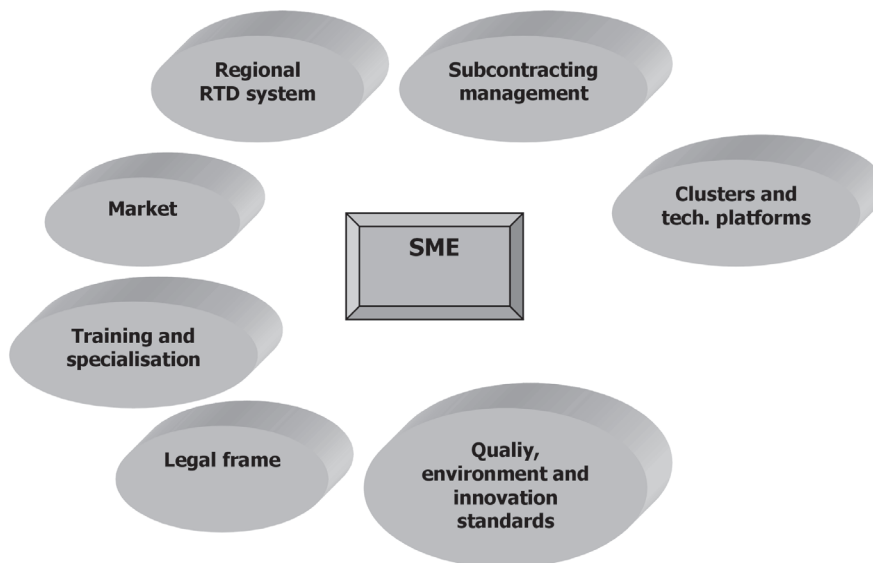 Regional
RTD system
Subcontracting
management
Market
Clusters and
tech. platforms
SME
Training and
specialisation
Legal frame
Qualiy,
environment and
innovation
standards